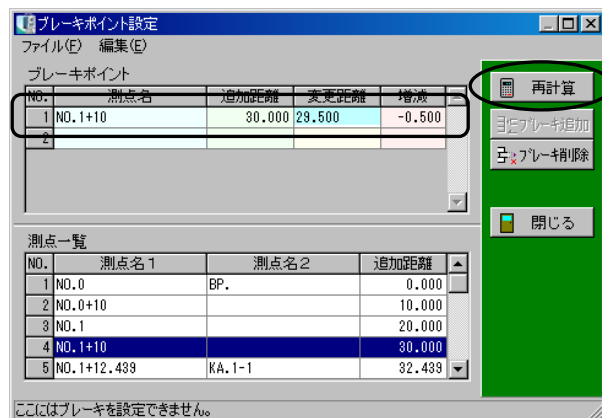 ブレーキポイント設定
ファイル(F) 編集(E)
ブレーキポイント
NO. 測点名 追加距離 変更距離 増減
1 NO.1+10 30.000 29.500 -0.500
2
再計算
ブレーキ追加
ブレーキ削除
閉じる
測点一覧
NO. 測点名1 測点名2 追加距離
1 NO.0 BP. 0.000
2 NO.0+10 10.000
3 NO.1 20.000
4 NO.1+10 30.000
5 NO.1+12.439 KA.1-1 32.439
ここにはブレーキを設定できません。